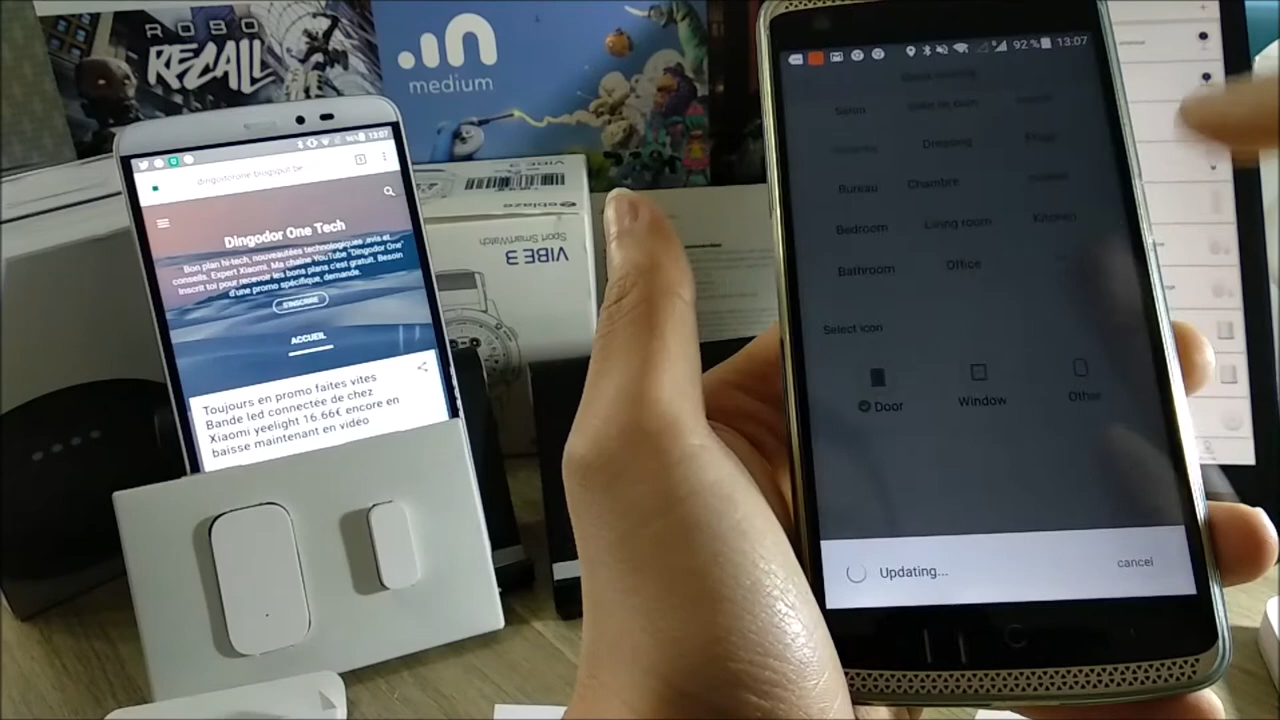 ROBO
RECALL
medium
VIBE 3
eblaze
Sport SmartWatch
VIBE 3
13:07
dingodorone.blogspot.be
Dingodor One Tech
Bon plan hi-tech, nouveautées technologiques ,avis et
conseils. Expert Xiaomi. Ma chaîne YouTube "Dingodor One"
Inscrit toi pour recevoir les bons plans c'est gratuit. Besoin
d'une promo spécifique, demande.
S'INSCRIRE
ACCUEIL
Toujours en promo faites vites
Bande led connectée de chez
Xiaomi yeelight 16.66€ encore en
baisse maintenant en video
92% 13:07
Salon
Dressing
Bureau Chambre
Bedroom Living room Kitchen
Bathroom Office
Select icon
Door Window Other
Updating... cancel